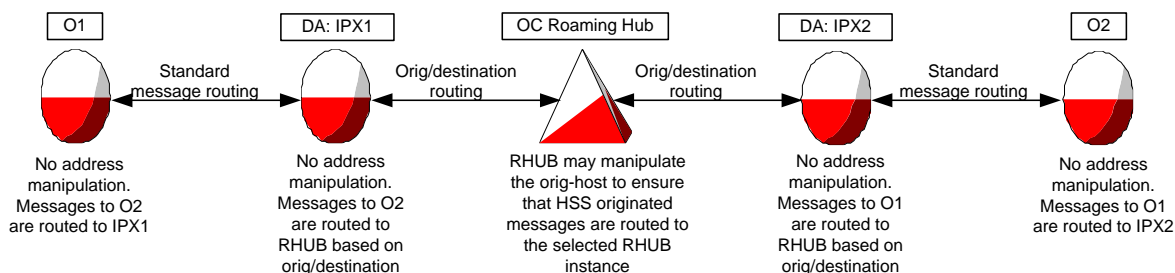 O1
DA: IPX1
OC Roaming Hub
DA: IPX2
O2
Standard
message routing
Orig/destination
routing
Orig/destination
routing
Standard
message routing
No address
manipulation.
Messages to O2
are routed to IPX1
No address
manipulation.
Messages to O2
are routed to
RHUB based on
orig/destination
RHUB may manipulate
the orig-host to ensure
that HSS originated
messages are routed to
the selected RHUB
instance
No address
manipulation.
Messages to O1
are routed to
RHUB based on
orig/destination
No address
manipulation.
Messages to O1
are routed to IPX2